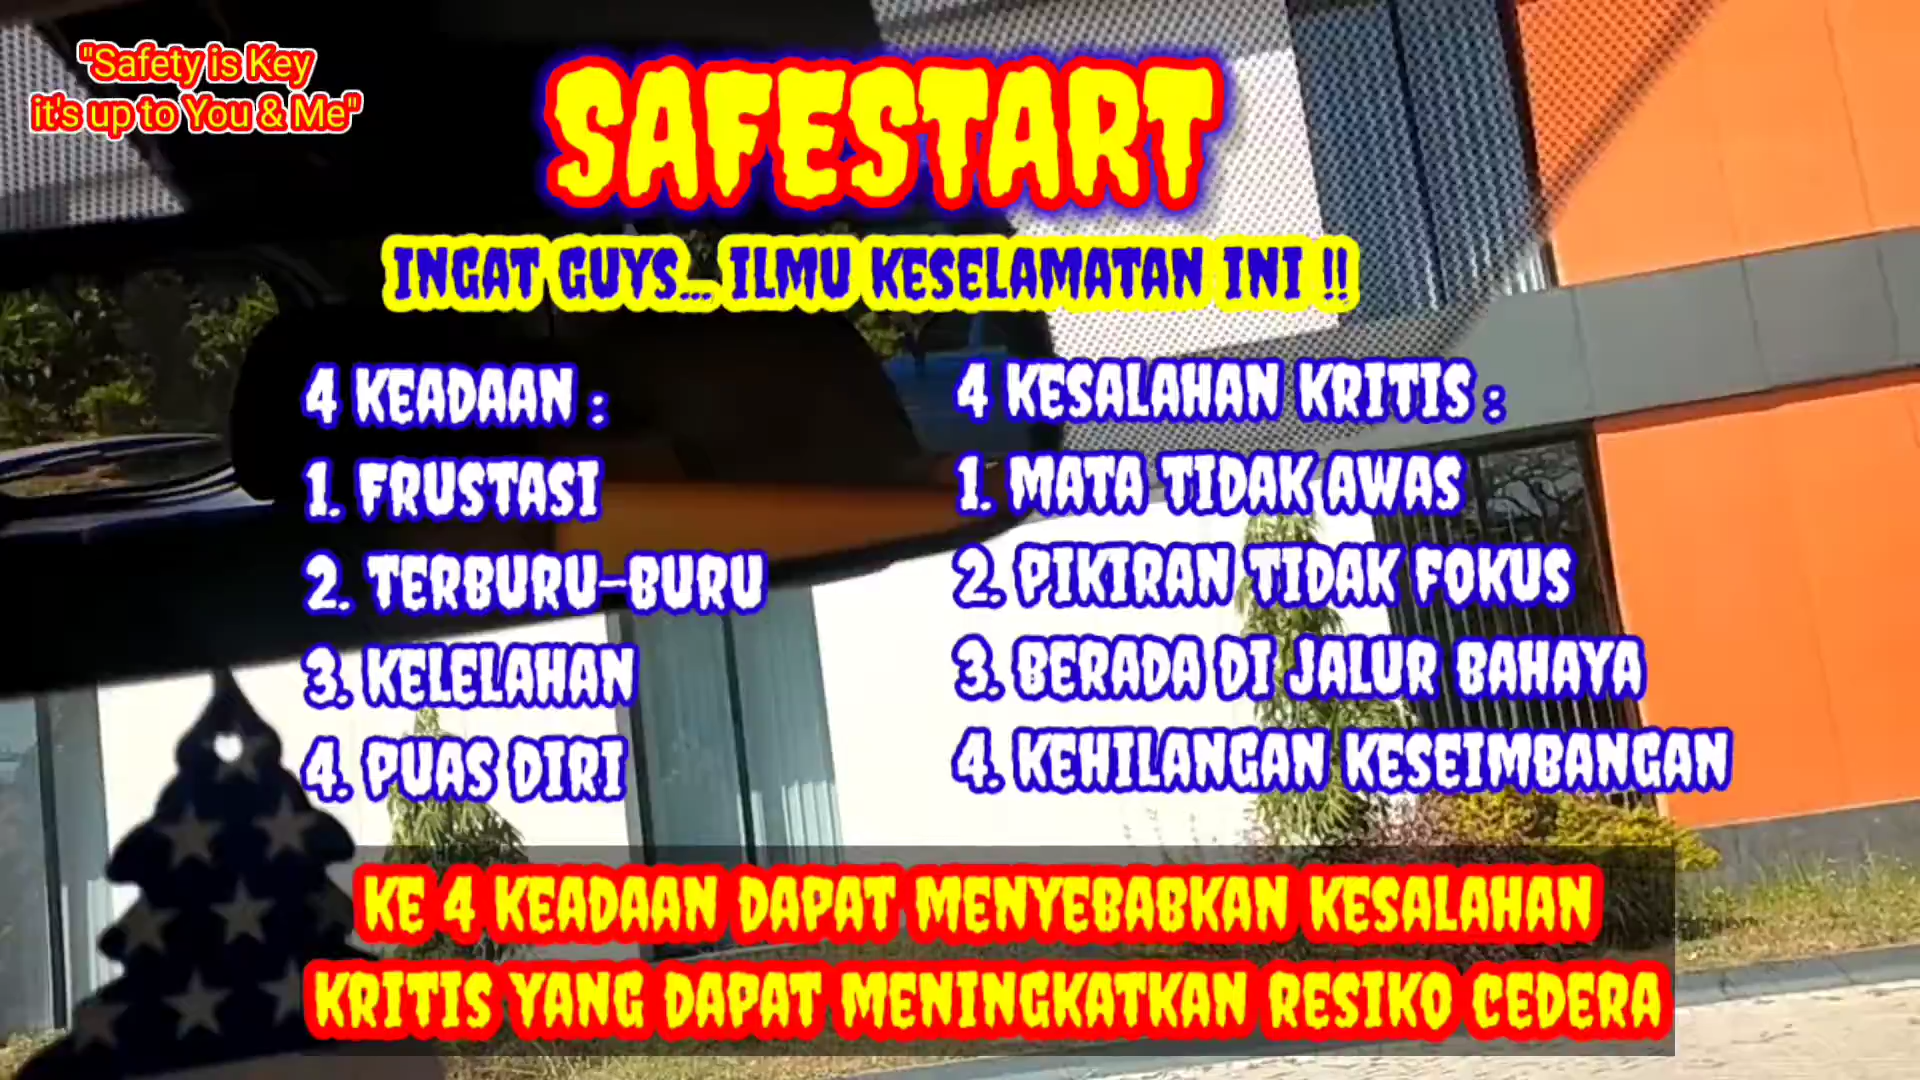 "Safety is Key
it's up to You & Me"
SAFESTART
INGAT GUYS... ILMU KESELAMATAN INI !!
4 KEADAAN :
1. FRUSTASI
2. TERBURU-BURU
3. KELELAHAN
4. PUAS DIRI
4 KESALAHAN KRITIS :
1. MATA TIDAK AWAS
2. PIKIRAN TIDAK FOKUS
3. BERADA DI JALUR BAHAYA
4. KEHILANGAN KESEIMBANGAN
KE 4 KEADAAN DAPAT MENYEBABKAN KESALAHAN
KRITIS YANG DAPAT MENINGKATKAN RESIKO CEDERA